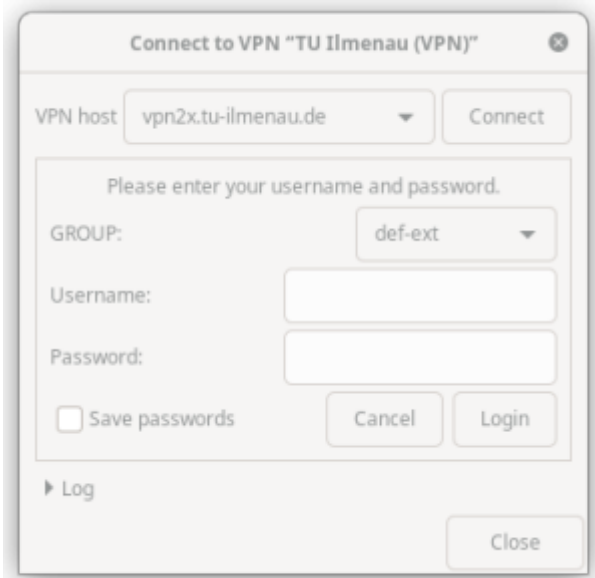 Connect to VPN “TU Ilmenau (VPN)”
VPN host vpn2x.tu-ilmenau.de Connect
Please enter your username and password.
GROUP: def-ext
Username:
Password:
Save passwords Cancel Login
Log
Close